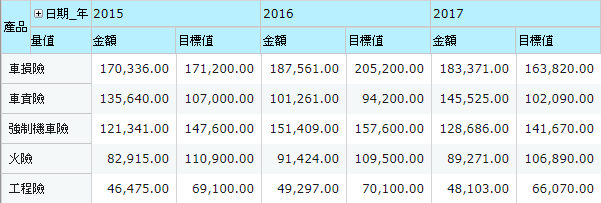 產品 日期_年 2015 2016 2017
量值 金額 目標值 金額 目標值 金額 目標值
車損險 170,336.00 171,200.00 187,561.00 205,200.00 183,371.00 163,820.00
車責險 135,640.00 107,000.00 101,261.00 94,200.00 145,525.00 102,090.00
強制機車險 121,341.00 147,600.00 151,409.00 157,600.00 128,686.00 141,670.00
火險 82,915.00 110,900.00 91,424.00 109,500.00 89,271.00 106,890.00
工程險 46,475.00 69,100.00 49,297.00 70,100.00 48,103.00 66,070.00